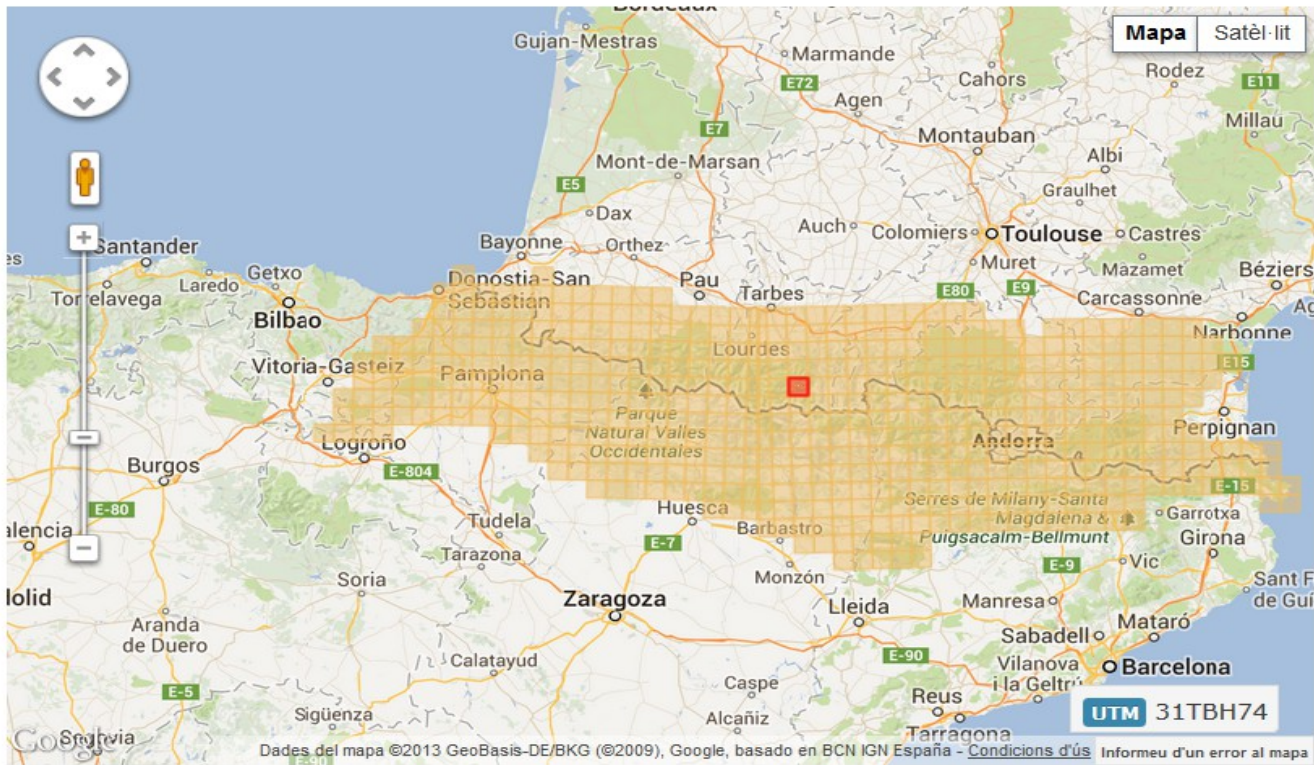 Bordeaux
Gujan-Mestras
Marmande
Mapa
Satèl·lit
Cahors
Rodez
E11
E72
Agen
Millau
E7
Montauban
Albi
Mont-de-Marsan
Graulhet
E5
Dax
Auch
Colomiers
Toulouse
Castres
Bayonne
Orthez
Santander
Muret
Mazamet
Béziers
Getxo
Donostia-San
Sebastián
Pau
Tarbes
E80
E9
Laredo
Torrelavega
Carcassonne
Bilbao
Narbonne
Lourdes
E15
Vitoria-Gasteiz
Pamplona
Parque
Natural Valles
Occidentales
Perpignan
Andorra
Logroño
E-804
Burgos
E-15
Serres de Milany-Santa
Magdalena &
Puigsacalm-Bellmunt
E-80
Huesca
Garrotxa
Tudela
Barbastro
Girona
alencia
E-7
Tarazona
E-9
Vic
Monzón
Soria
Sant F
de Guí
lolid
Zaragoza
Lleida
Manresa
Aranda
de Duero
Sabadell
Mataró
E-90
Calatayud
Vilanova
i la Geltrú
Barcelona
E-5
Caspe
Reus
Sigüenza
Alcañiz
UTM 31TBH74
Tarragona
Google
E-90
Dades del mapa ©2013 GeoBasis-DE/BKG (©2009), Google, basado en BCN IGN España - Condicions d'ús
Informeu d'un error al mapa